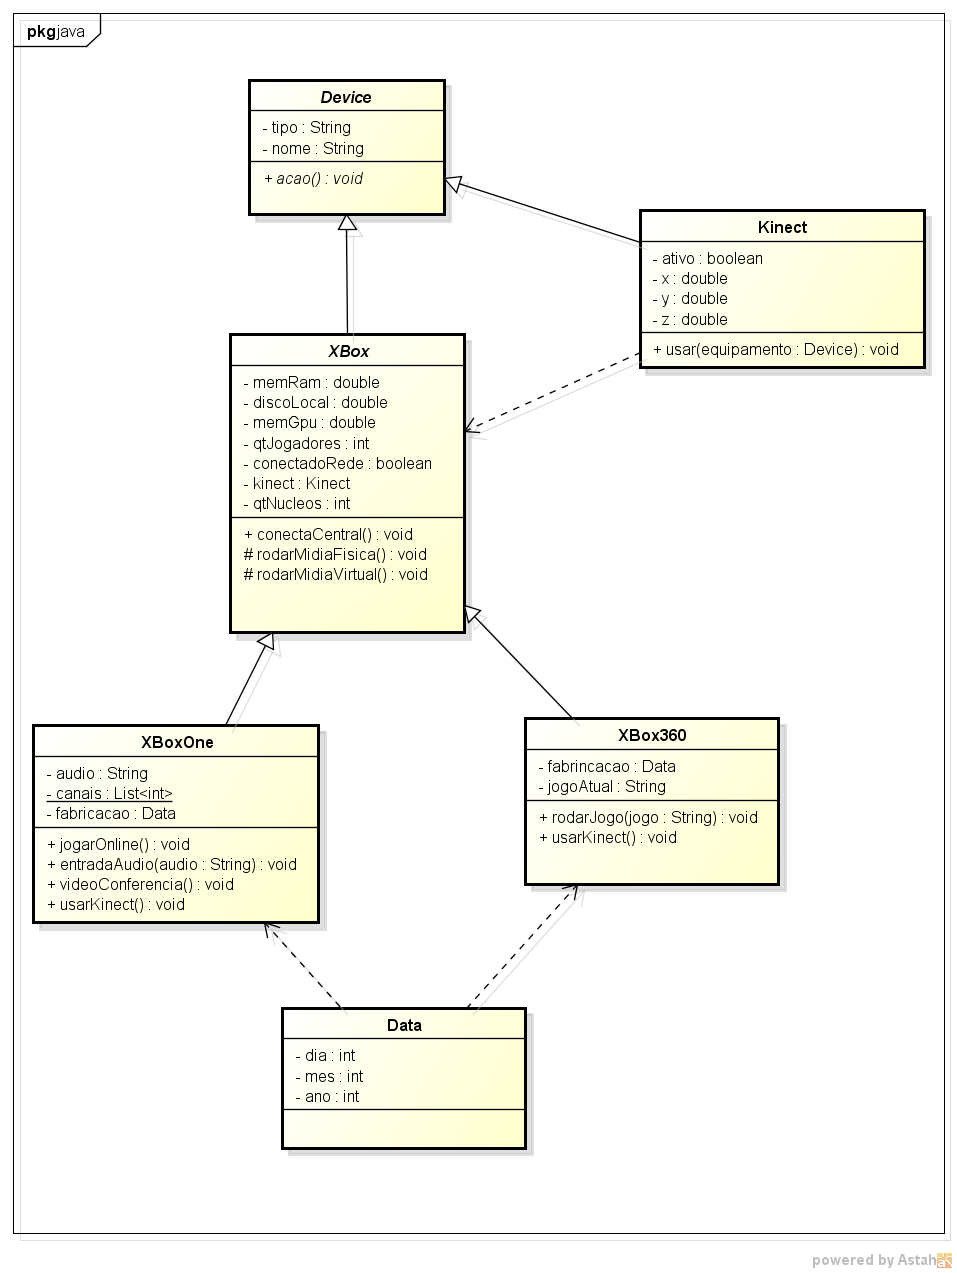 pkg java
Device
- tipo : String
- nome : String
+ acao() : void
Kinect
- ativo : boolean
- x : double
- y : double
- z : double
+ usar(equipamento : Device) : void
XBox
- memRam : double
- discoLocal : double
- memGpu : double
- qtJogadores : int
- conectadoRede : boolean
- kinect : Kinect
- qtNucleos : int
+ conectaCentral() : void
# rodarMidiaFisica() : void
# rodarMidiaVirtual() : void
XBoxOne
- audio : String
- canais : List<int>
- fabricacao : Data
+ jogarOnline() : void
+ entradaAudio(audio : String) : void
+ videoConferencia() : void
+ usarKinect() : void
XBox360
- fabrincacao : Data
- jogoAtual : String
+ rodarJogo(jogo : String) : void
+ usarKinect() : void
Data
- dia : int
- mes : int
- ano : int
powered by Astah